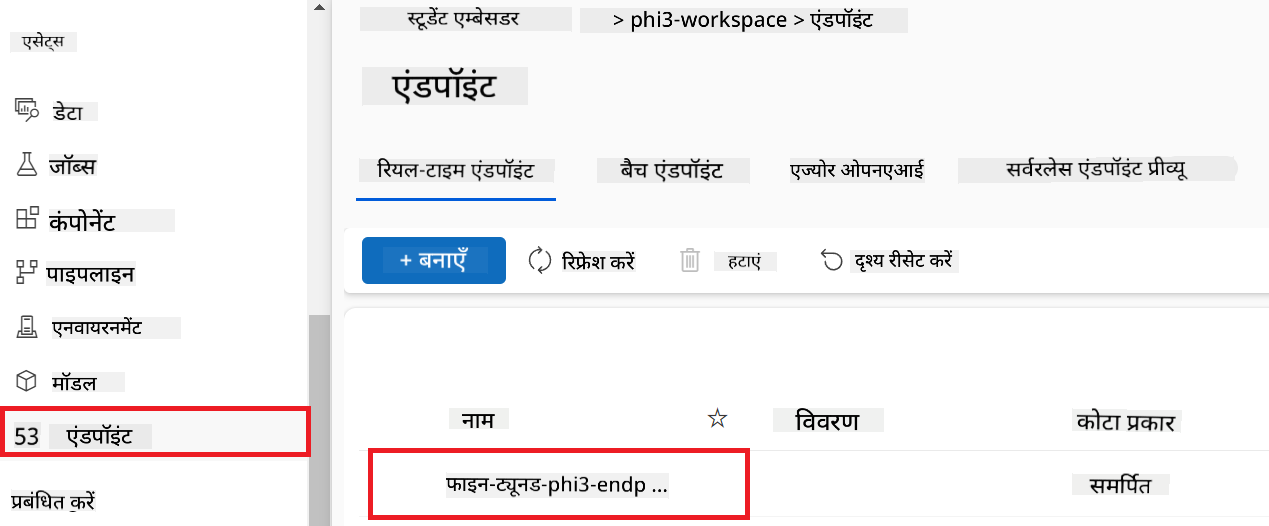 एसेट्स
डेटा
जॉब्स
कंपोनेंट
पाइपलाइन
एनवायरनमेंट
मॉडल
53 एंडपॉइंट
प्रबंधित करें
स्टूडेंट एम्बेसडर > phi3-workspace > एंडपॉइंट
एंडपॉइंट
रियल-टाइम एंडपॉइंट बैच एंडपॉइंट एज्योर ओपनएआई सर्वरलेस एंडपॉइंट प्रीव्यू
+ बनाएँ रिफ्रेश करें हटाएं दृश्य रीसेट करें
नाम विवरण कोटा प्रकार
फाइन-ट्यूनड-phi3-endp ... समर्पित